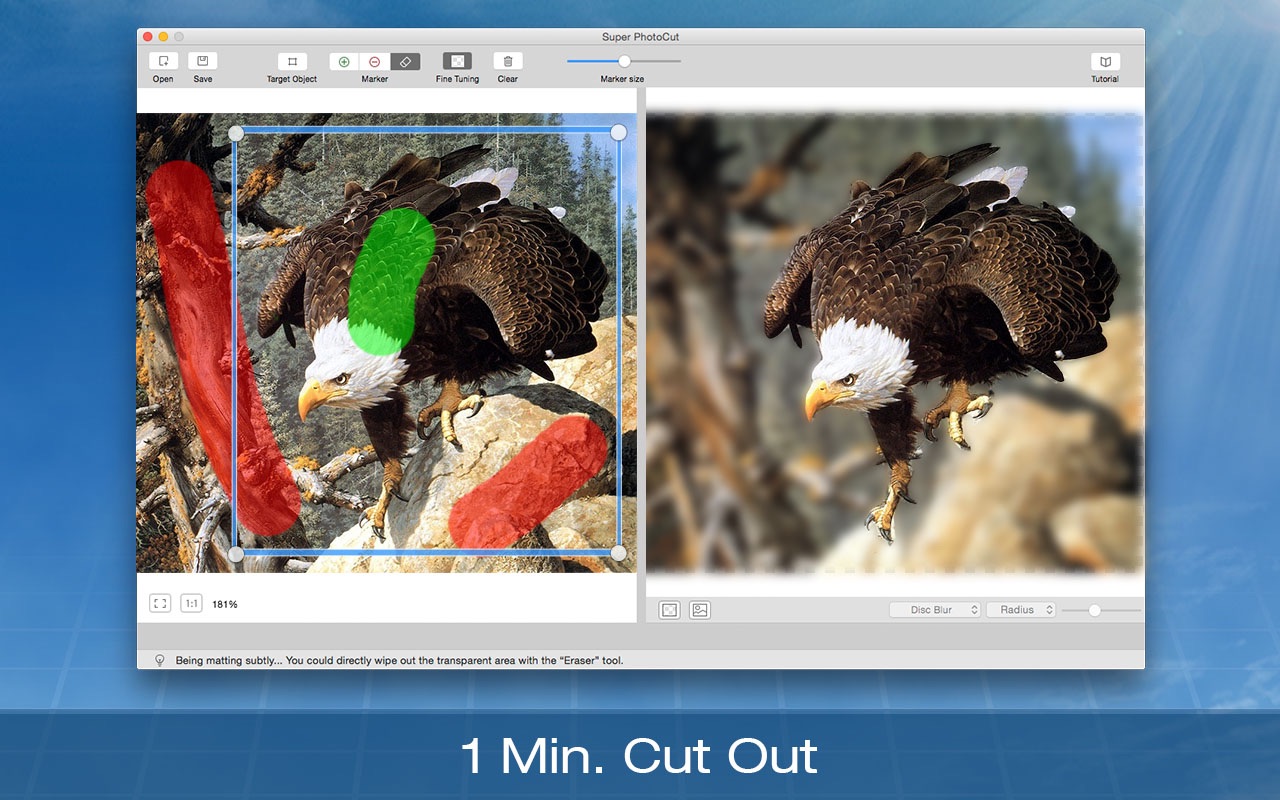 Super PhotoCut
Open Save Target Object Marker Fine Tuning Clear Marker size Tutorial
1:1 181%
Disc Blur Radius
Being matting subtly... You could directly wipe out the transparent area with the “Eraser” tool.
1 Min. Cut Out